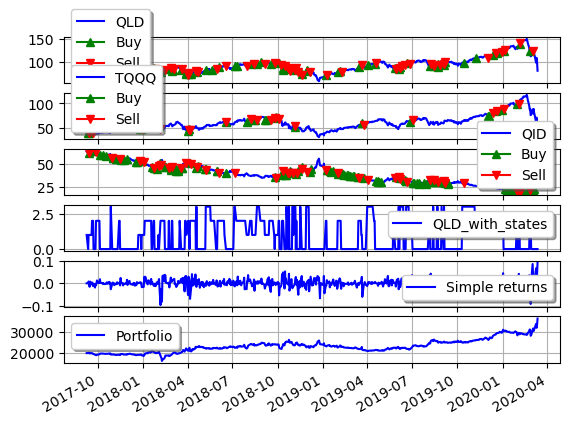 QLD
Buy
Sell
150
100
TQQQ
Buy
Sell
100
50
QID
Buy
Sell
50
25
QLD_with_states
2.5
0.0
Simple returns
0.1
0.0
−0.1
Portfolio
30000
20000
2017-10 2018-01 2018-04 2018-07 2018-10 2019-01 2019-04 2019-07 2019-10 2020-01 2020-04